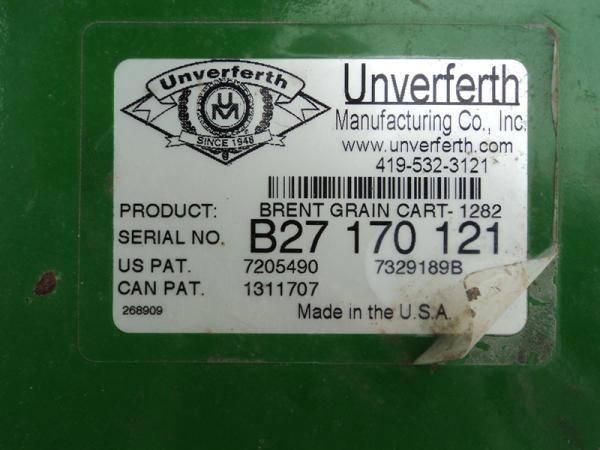 Unverferth
UM
SINCE 1948
Unverferth
Manufacturing Co., Inc.
www.unverferth.com
419-532-3121
PRODUCT: BRENT GRAIN CART- 1282
SERIAL NO. B27 170 121
US PAT. 7205490 7329189B
CAN PAT. 1311707
268909 Made in the U.S.A.